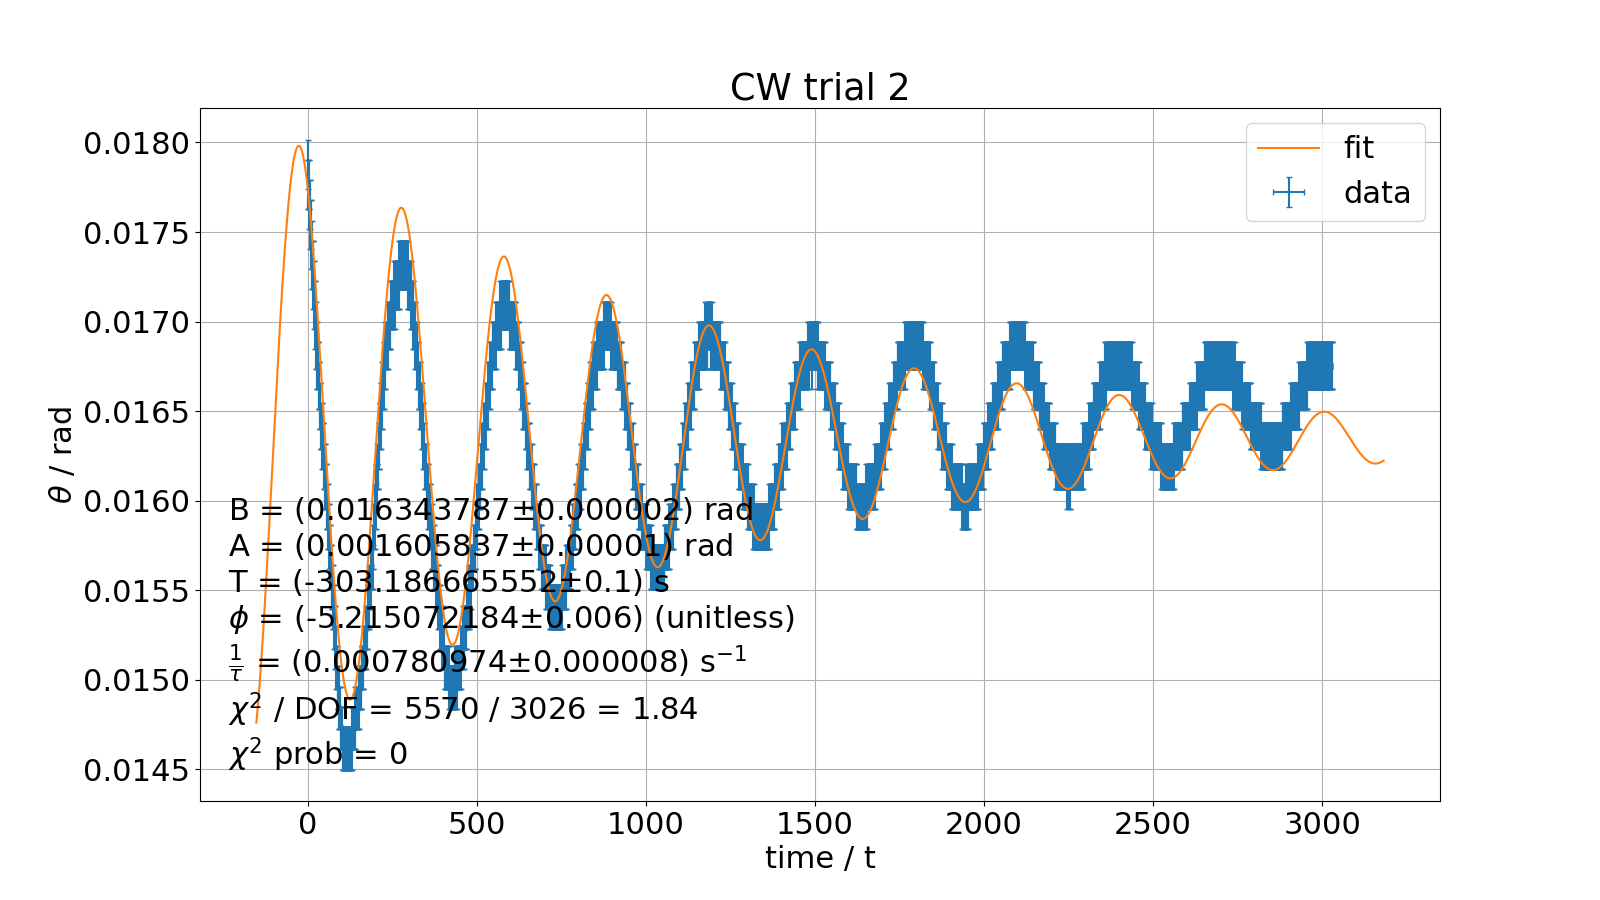 CW trial 2
0.0180
0.0175
0.0170
0.0165
0.0160
0.0155
0.0150
0.0145
θ / rad
fit
data
B = (0.016343787±0.000002) rad
A = (0.001605837±0.00001) rad
T = (-303.186665552±0.1) s
ϕ = (-5.215072184±0.006) (unitless)
1/τ = (0.000780974±0.000008) s⁻¹
χ² / DOF = 5570 / 3026 = 1.84
χ² prob = 0
0 500 1000 1500 2000 2500 3000
time / t